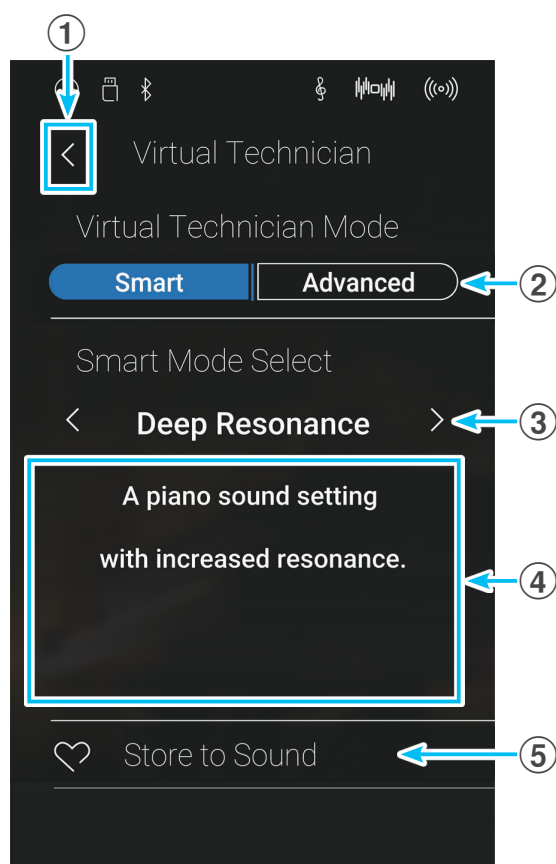 ①
Virtual Technician
Virtual Technician Mode
Smart Advanced ②
Smart Mode Select
Deep Resonance ③
A piano sound setting
with increased resonance.
④
Store to Sound ⑤